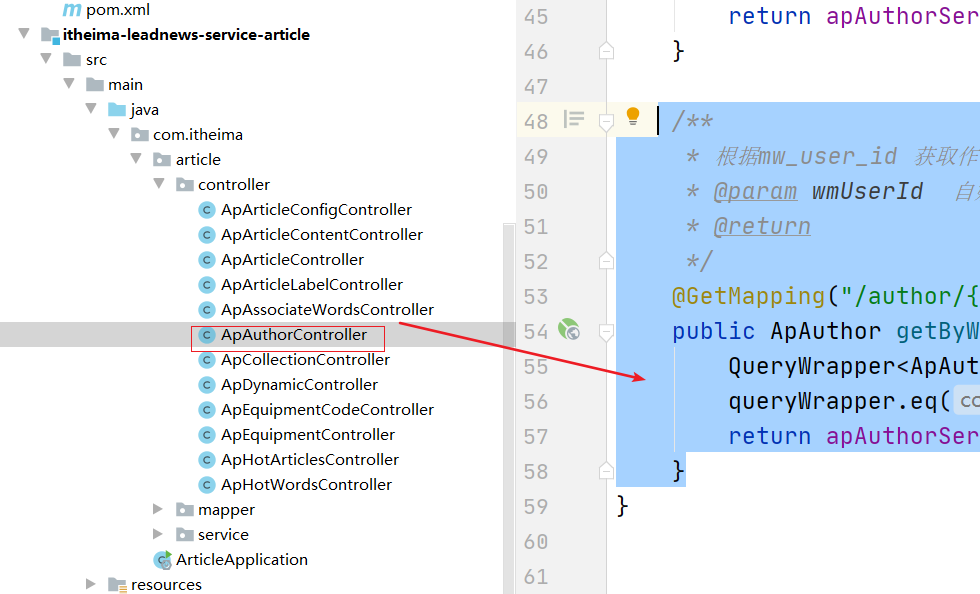 pom.xml
itheima-leadnews-service-article
src
main
java
com.itheima
article
controller
ApArticleConfigController
ApArticleContentController
ApArticleController
ApArticleLabelController
ApAssociateWordsController
ApAuthorController
ApCollectionController
ApDynamicController
ApEquipmentCodeController
ApEquipmentController
ApHotArticlesController
ApHotWordsController
mapper
service
ArticleApplication
resources
45 return apAuthorSer
46 }
47
48 /**
49 * 根据mw_user_id 获取作
50 * @param wmUserId 自
51 * @return
52 */
53 @GetMapping("/author/{
54 public ApAuthor getByW
55 QueryWrapper<ApAut
56 queryWrapper.eq( co
57 return apAuthorSer
58 }
59 }
60
61